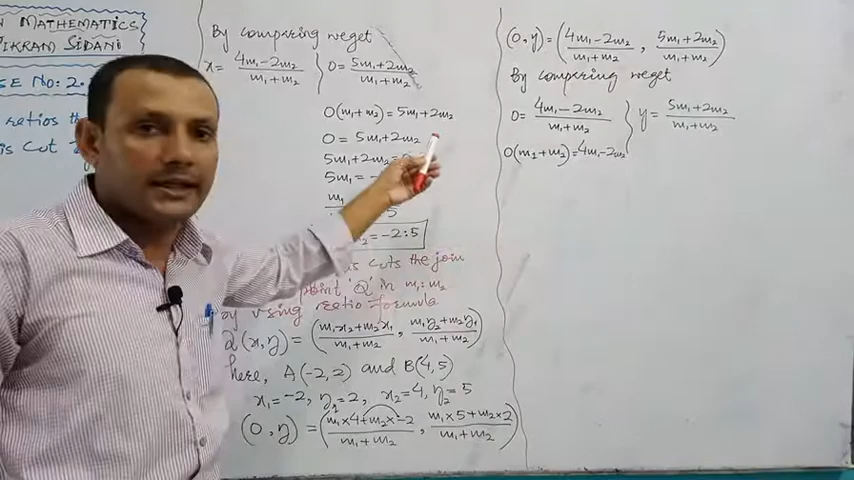 MATHEMATICS
VIKRAM SIDANI
SE NO: 2
ratios the
is cut
By comparing weget
x = 4m₁-2m₂/m₁+m₂ } 0 = 5m₁+2m₂/m₁+m₂
0(m₁+m₂) = 5m₁+2m₂
0 = 5m₁+2m₂
5m₁+2m₂ =
5m₁ = -
m₁
5
= -2:5
cuts the join
point 'Q' in m₁:m₂
by using ratio formula
Q(x,y) = (m₁x₂+m₂x₁/m₁+m₂, m₁y₂+m₂y₁/m₁+m₂)
here, A(-2,2) and B(4,5)
x₁=-2, y₁=2, x₂=4, y₂=5
(0,y) = (m₁×4+m₂×-2/m₁+m₂, m₁×5+m₂×2/m₁+m₂)
(0,y) = (4m₁-2m₂/m₁+m₂, 5m₁+2m₂/m₁+m₂)
By comparing weget
0 = 4m₁-2m₂/m₁+m₂ } y = 5m₁+2m₂/m₁+m₂
0(m₁+m₂) = 4m₁-2m₂